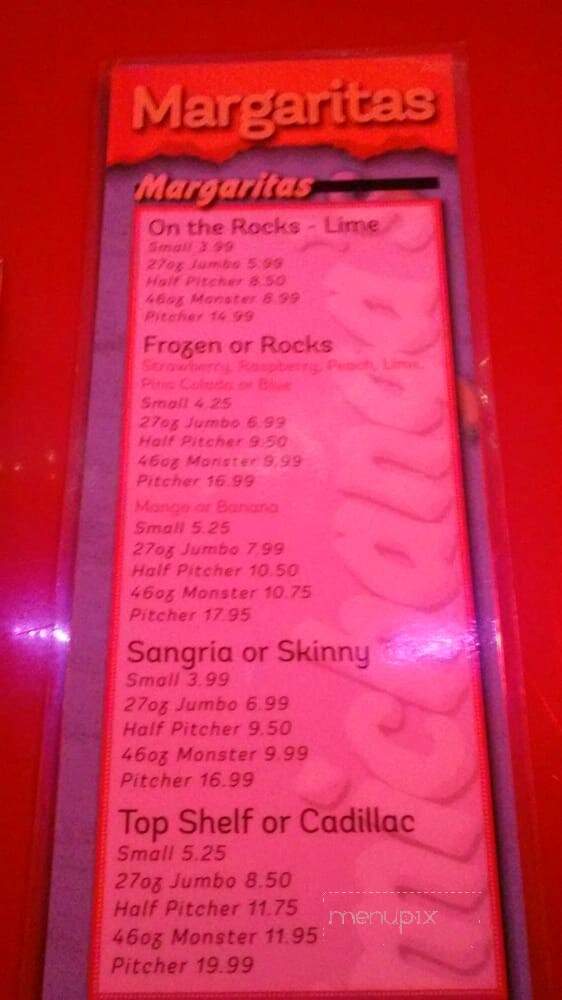 Margaritas
Margaritas
On the Rocks - Lime
Small 3.99
27oz Jumbo 5.99
Half Pitcher 8.50
46oz Monster 8.99
Pitcher 14.99
Frozen or Rocks
Strawberry, Raspberry, Peach, Lime,
Pina Colada or Blue
Small 4.25
27oz Jumbo 6.99
Half Pitcher 9.50
46oz Monster 9.99
Pitcher 16.99
Mango or Banana
Small 5.25
27oz Jumbo 7.99
Half Pitcher 10.50
46oz Monster 10.75
Pitcher 17.95
Sangria or Skinny
Small 3.99
27oz Jumbo 6.99
Half Pitcher 9.50
46oz Monster 9.99
Pitcher 16.99
Top Shelf or Cadillac
Small 5.25
27oz Jumbo 8.50
Half Pitcher 11.75
46oz Monster 11.95
Pitcher 19.99
menupix